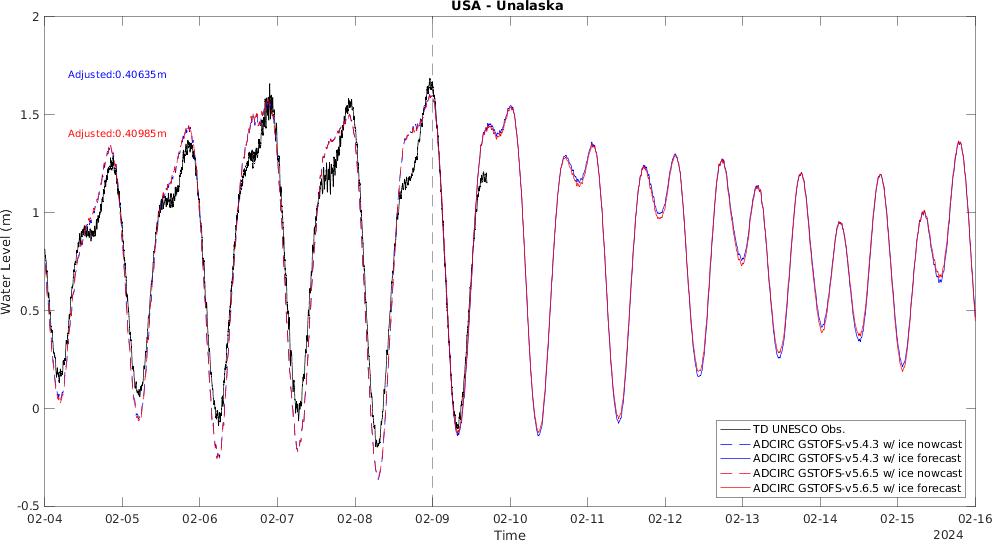 USA - Unalaska
2
1.5
1
0.5
0
-0.5
Water Level (m)
Adjusted:0.40635m
Adjusted:0.40985m
TD UNESCO Obs.
ADCIRC GSTOFS-v5.4.3 w/ ice nowcast
ADCIRC GSTOFS-v5.4.3 w/ ice forecast
ADCIRC GSTOFS-v5.6.5 w/ ice nowcast
ADCIRC GSTOFS-v5.6.5 w/ ice forecast
02-04 02-05 02-06 02-07 02-08 02-09 02-10 02-11 02-12 02-13 02-14 02-15 02-16
Time
2024